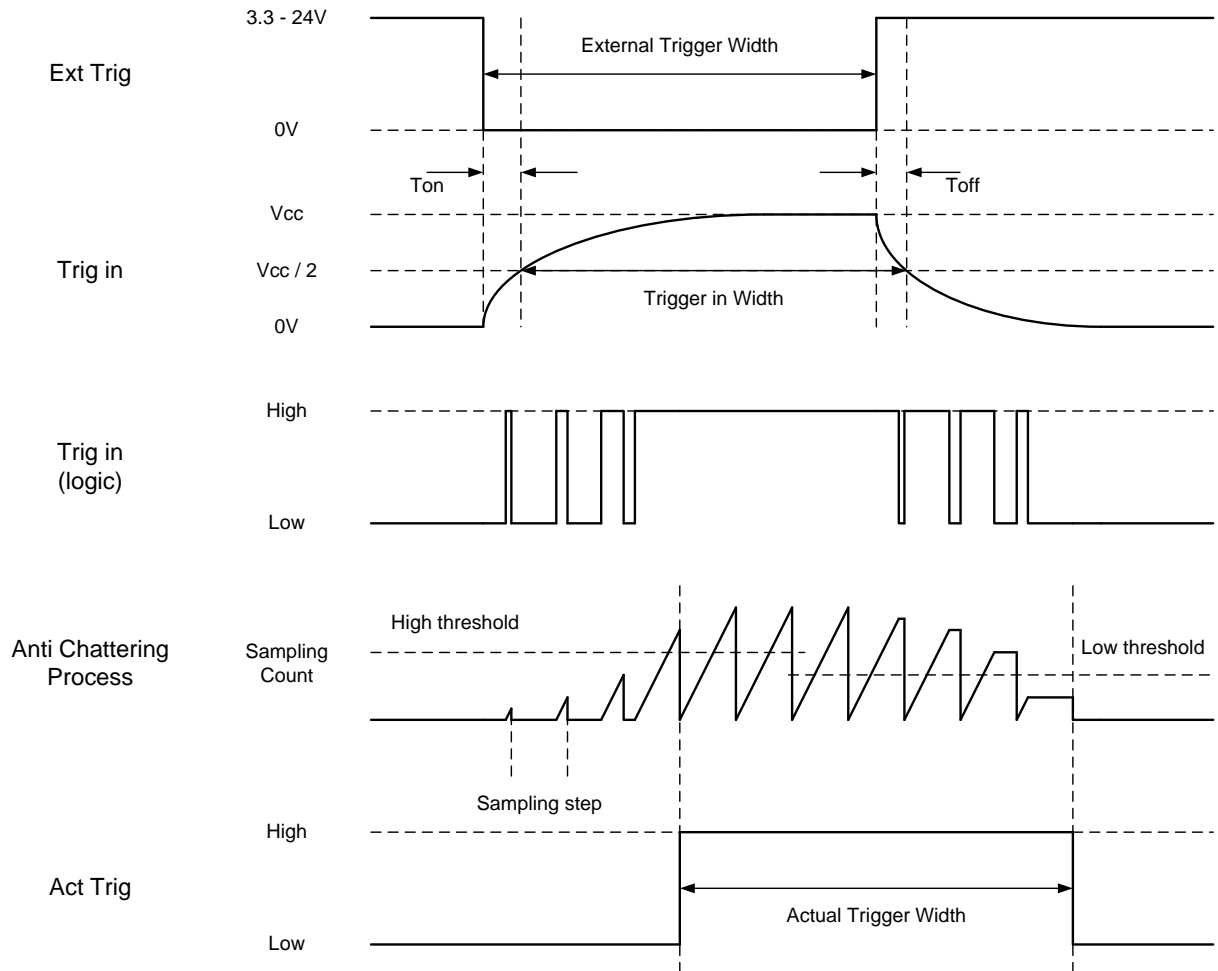 3.3 - 24V
External Trigger Width
Ext Trig
0V
Ton
Toff
Vcc
Trig in
Vcc / 2
Trigger in Width
0V
High
Trig in
(logic)
Low
High threshold
Anti Chattering
Process
Sampling
Count
Low threshold
Sampling step
High
Act Trig
Actual Trigger Width
Low